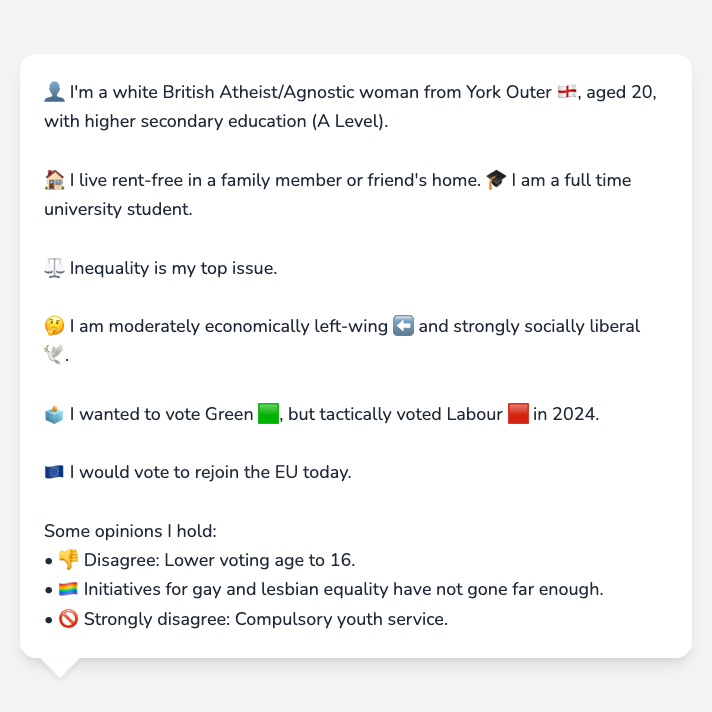 👤 I'm a white British Atheist/Agnostic woman from York Outer 🏴󠁧󠁢󠁥󠁮󠁧󠁿, aged 20,
with higher secondary education (A Level).
🏠 I live rent-free in a family member or friend's home. 🎓 I am a full time
university student.
⚖️ Inequality is my top issue.
🤔 I am moderately economically left-wing ⬅️ and strongly socially liberal
🕊️.
🗳️ I wanted to vote Green 🟩, but tactically voted Labour 🟥 in 2024.
🇪🇺 I would vote to rejoin the EU today.
Some opinions I hold:
• 👎 Disagree: Lower voting age to 16.
• 🏳️‍🌈 Initiatives for gay and lesbian equality have not gone far enough.
• 🚫 Strongly disagree: Compulsory youth service.